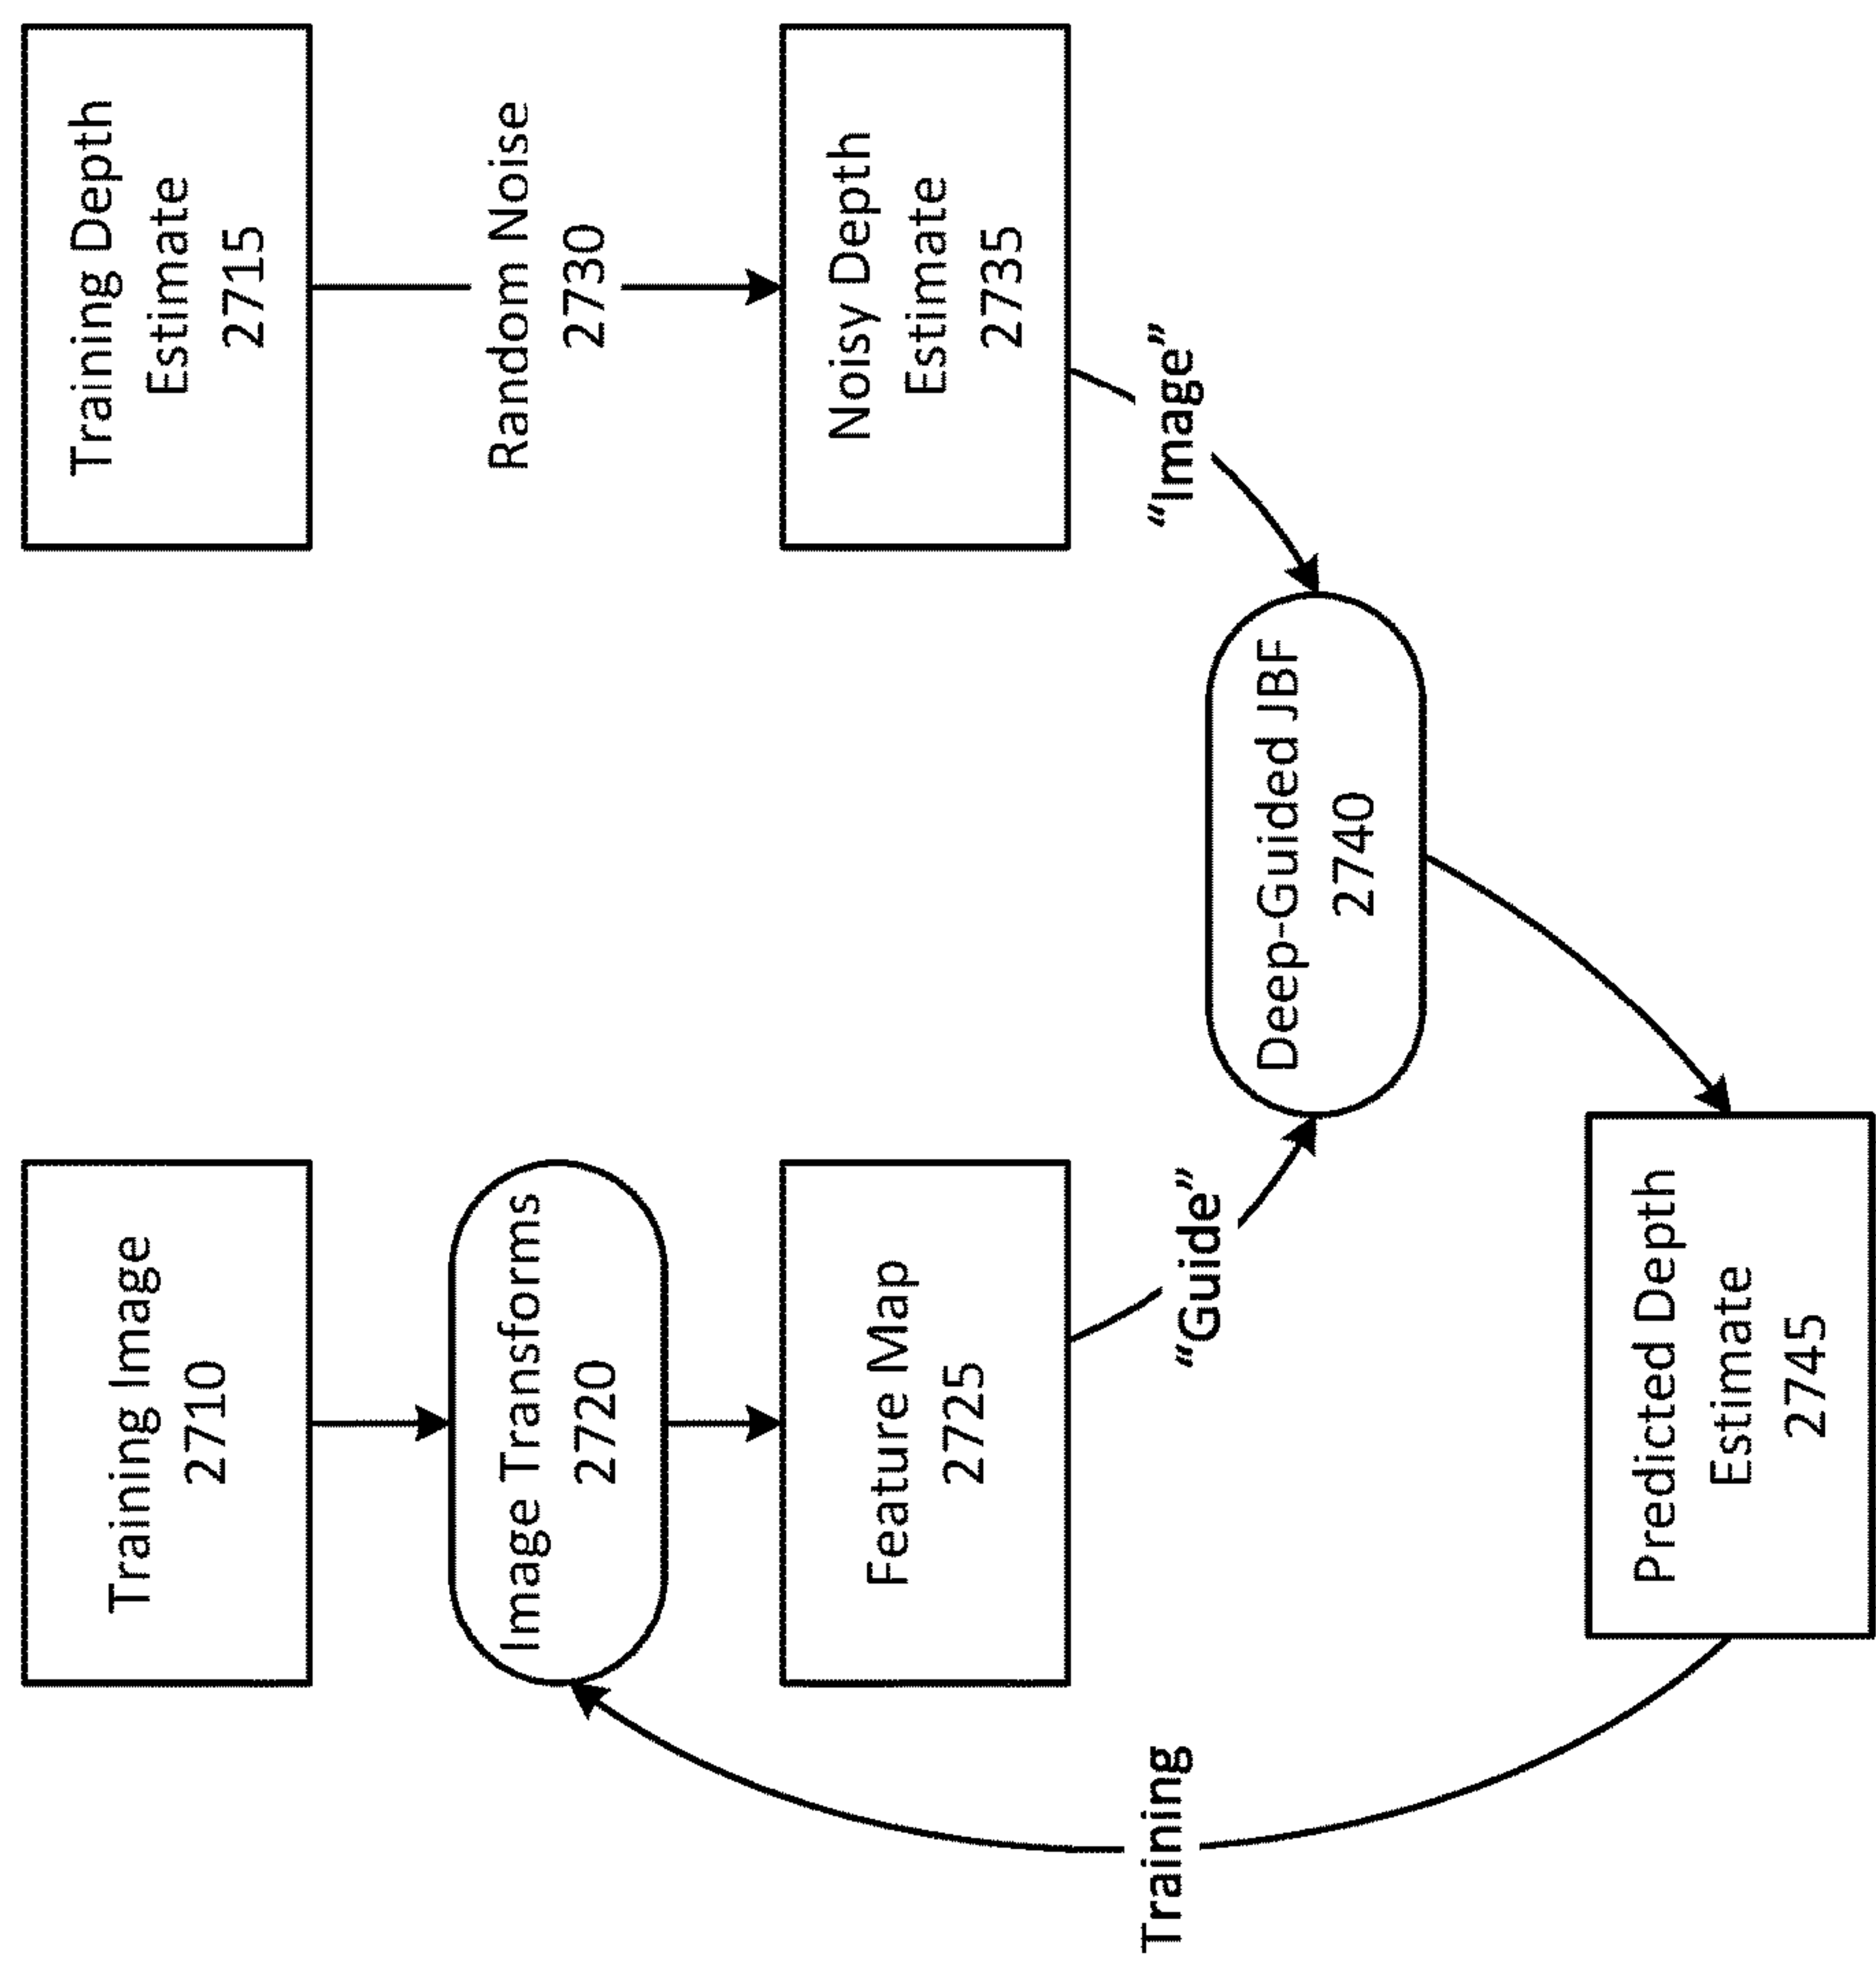 Training Image
2710
Training Depth
Estimate
2715
Image Transforms
2720
Random Noise
2730
Feature Map
2725
Noisy Depth
Estimate
2735
“Guide”
“Image”
Training
Deep-Guided JBF
2740
Predicted Depth
Estimate
2745